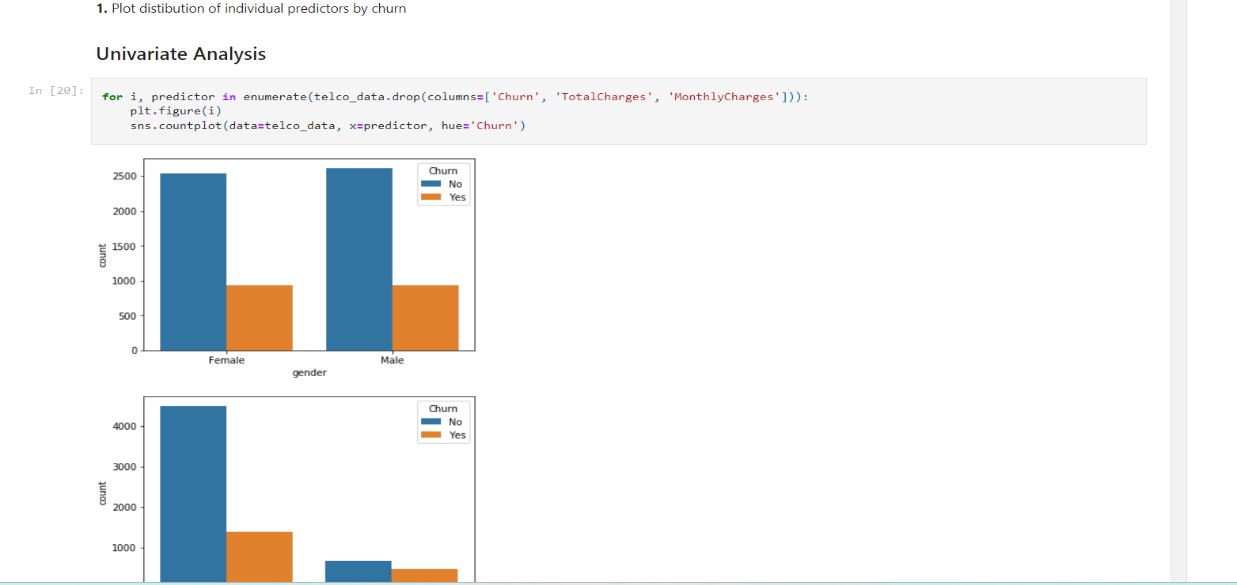 1. Plot distibution of individual predictors by churn
Univariate Analysis
In [20]:
for i, predictor in enumerate(telco_data.drop(columns=['Churn', 'TotalCharges', 'MonthlyCharges'])):
plt.figure(i)
sns.countplot(data=telco_data, x=predictor, hue='Churn')
2500
2000
1500
1000
500
0
count
Churn
No
Yes
Female Male
gender
4000
3000
2000
1000
count
Churn
No
Yes